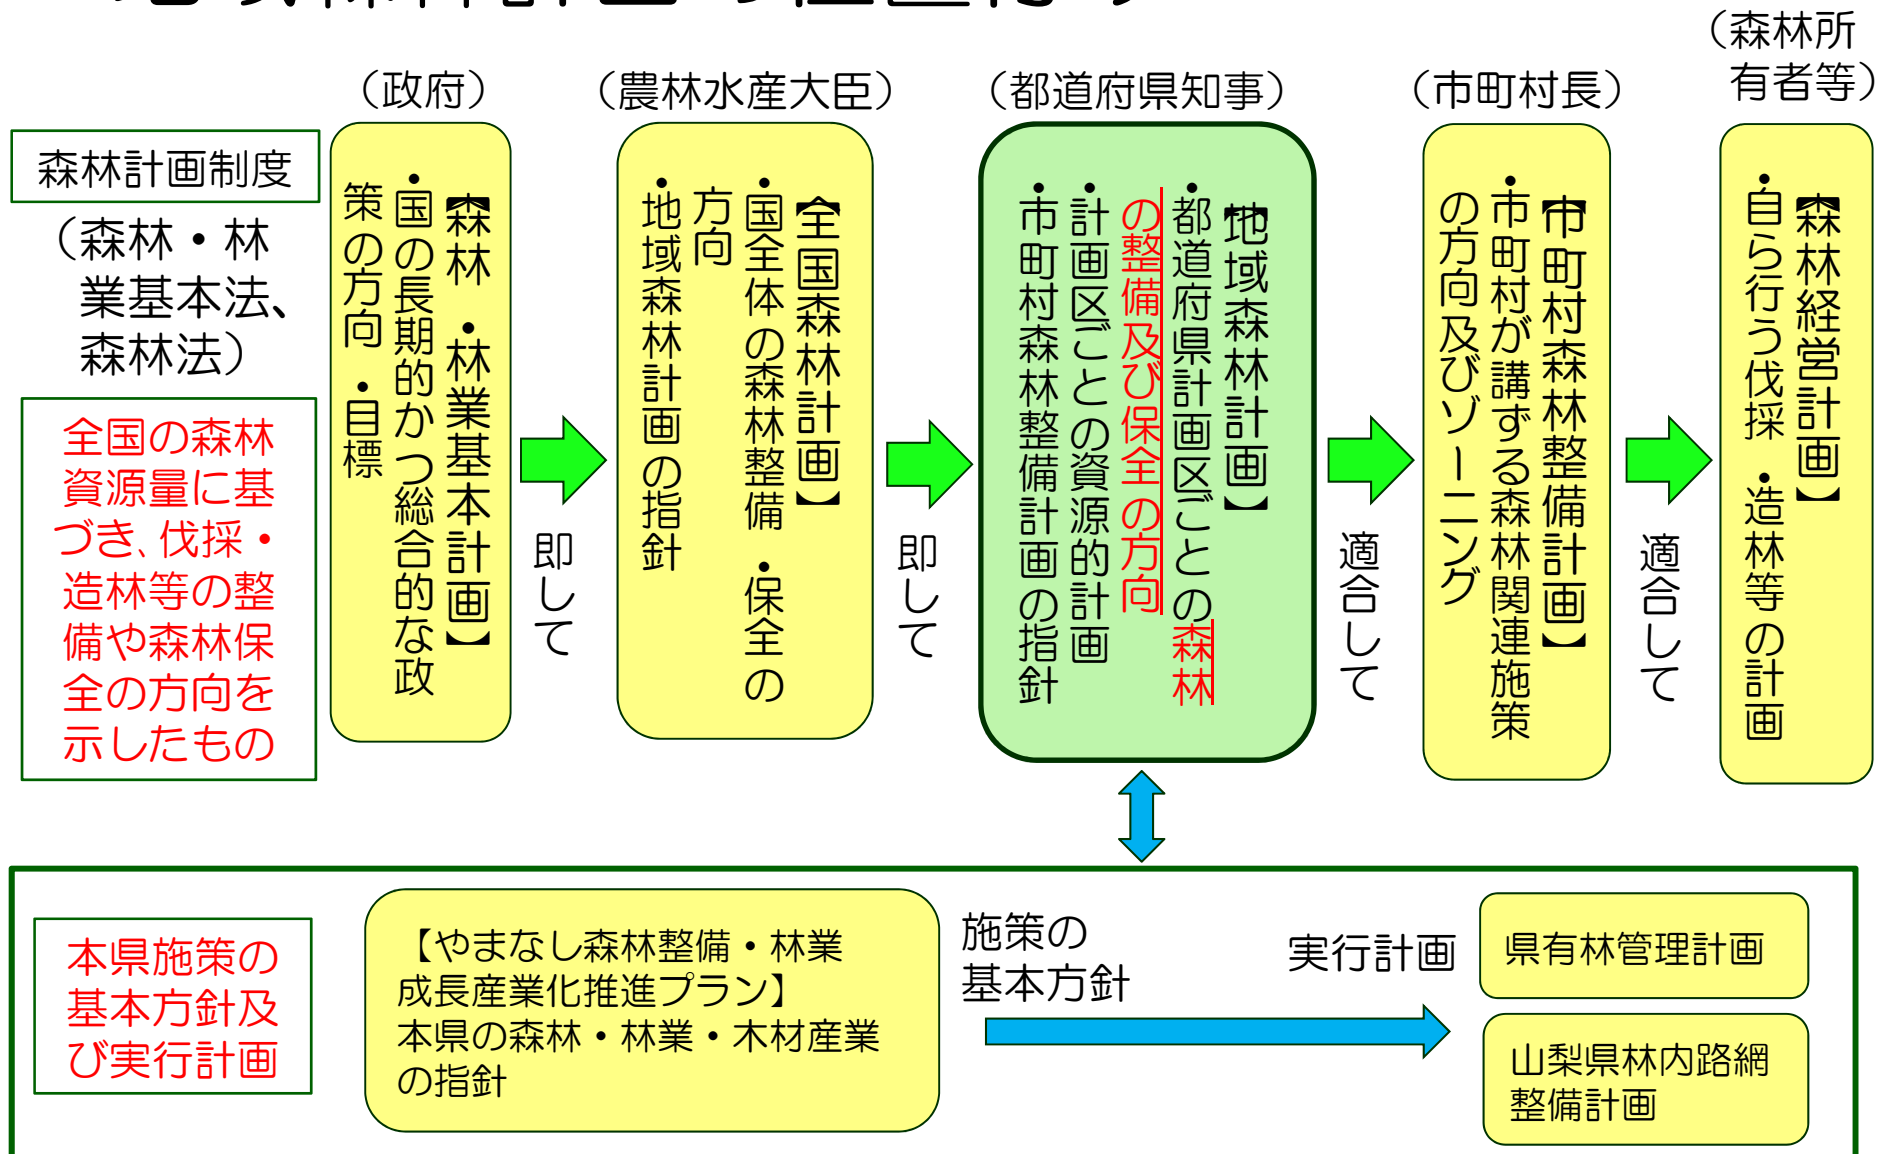 地域森林計画の位置付け
（政府）
（農林水産大臣）
（都道府県知事）
（市町村長）
（森林所
有者等）
森林計画制度
（森林・林
業基本法、
森林法）
全国の森林
資源量に基
づき、伐採・
造林等の整
備や森林保
全の方向を
示したもの
【森林・林業基本計画】
・国の長期的かつ総合的な政
策の方向・目標
即して
【全国森林計画】
・国全体の森林整備・保全の
方向
・地域森林計画の指針
即して
【地域森林計画】
・都道府県計画区ごとの森林
の整備及び保全の方向
・計画区ごとの資源的計画
・市町村森林整備計画の指針
適合して
【市町村森林整備計画】
・市町村が講ずる森林関連施策
の方向及びゾーニング
適合して
【森林経営計画】
・自ら行う伐採・造林等の計画
本県施策の
基本方針及
び実行計画
【やまなし森林整備・林業
成長産業化推進プラン】
本県の森林・林業・木材産業
の指針
施策の
基本方針
実行計画
県有林管理計画
山梨県林内路網
整備計画